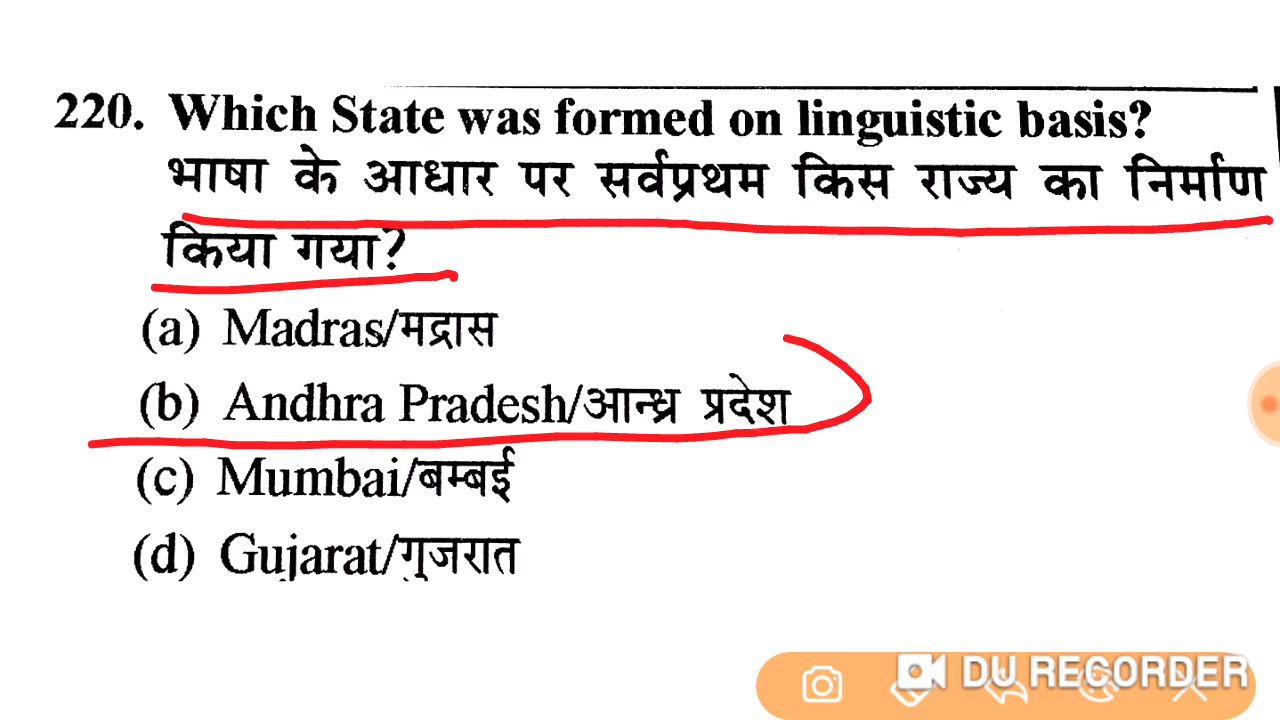 220. Which State was formed on linguistic basis?
भाषा के आधार पर सर्वप्रथम किस राज्य का निर्माण
किया गया?
(a) Madras/मद्रास
(b) Andhra Pradesh/आन्ध्र प्रदेश
(c) Mumbai/बम्बई
(d) Gujarat/गुजरात
DU RECORDER